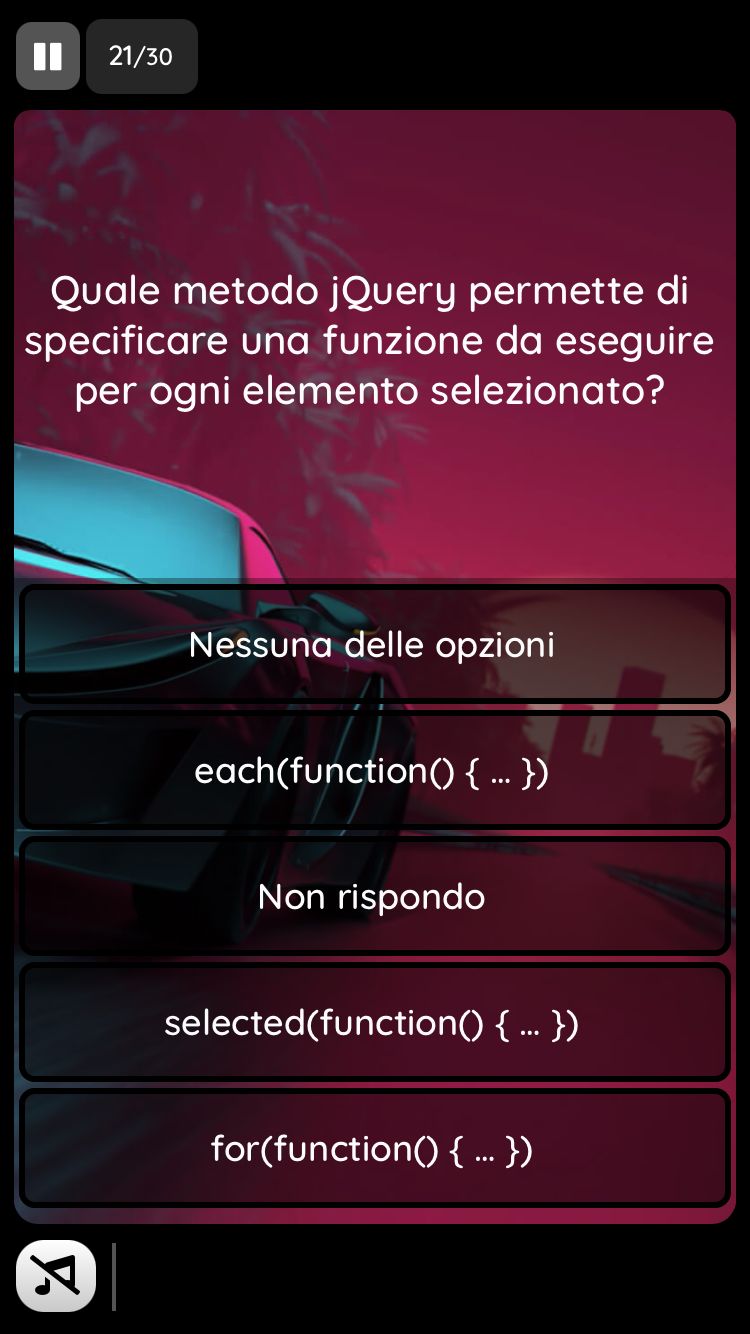 21/30
Quale metodo jQuery permette di
specificare una funzione da eseguire
per ogni elemento selezionato?
Nessuna delle opzioni
each(function() { ... })
Non rispondo
selected(function() { ... })
for(function() { ... })